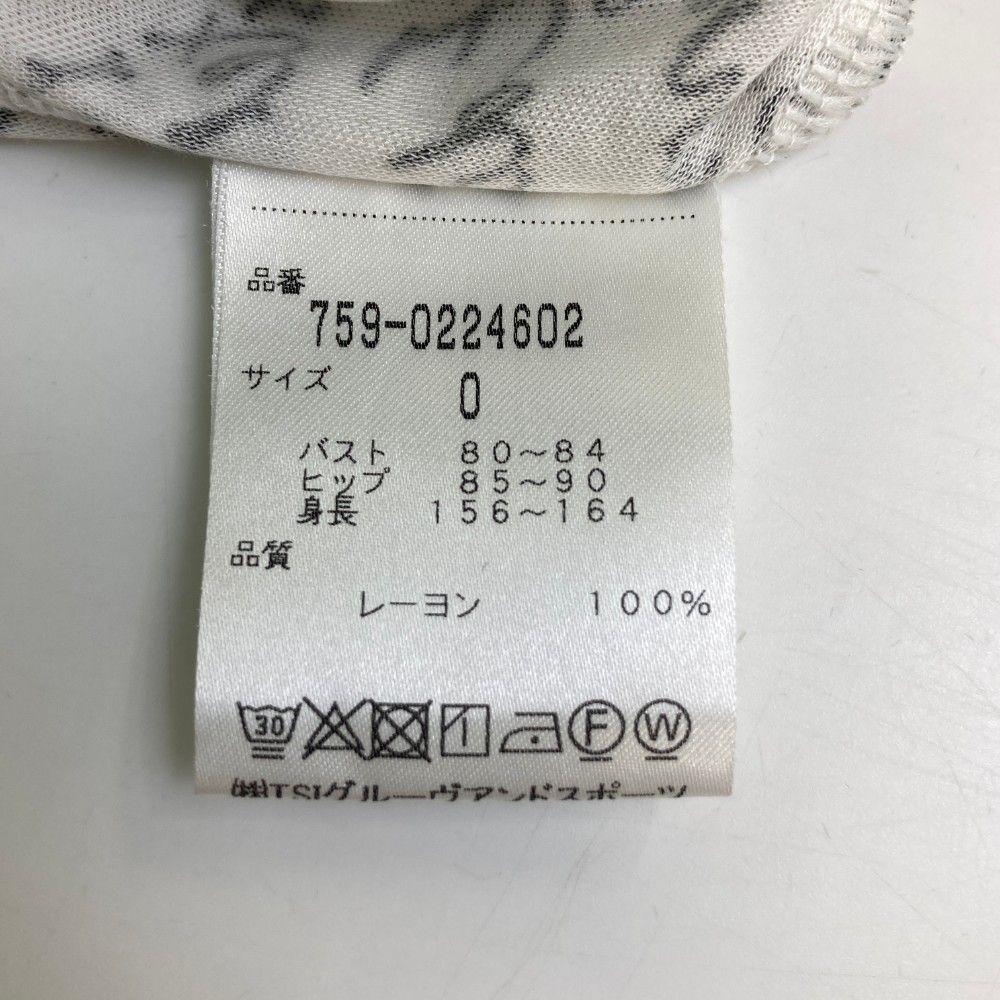 品番
759-0224602
サイズ
0
バスト 80～84
ヒップ 85～90
身長 156～164
品質
レーヨン 100%
30 F W
㈱TSIグルーヴアンドスポーツ